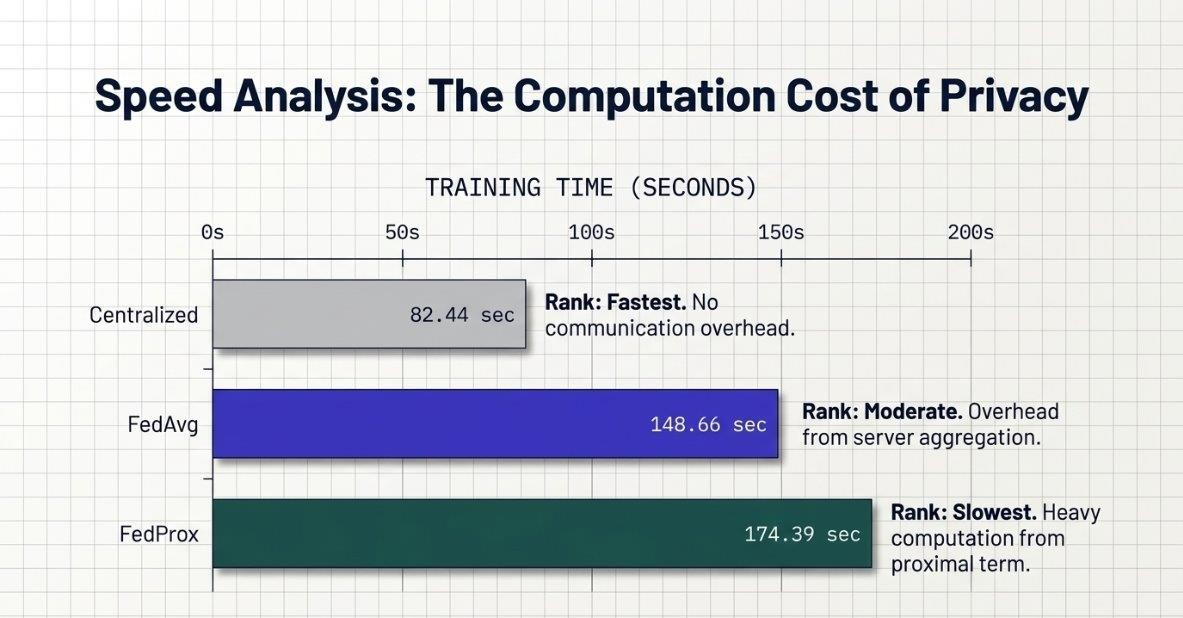 Speed Analysis: The Computation Cost of Privacy
TRAINING TIME (SECONDS)
0s 50s 100s 150s 200s
Centralized
82.44 sec
Rank: Fastest. No
communication overhead.
FedAvg
148.66 sec
Rank: Moderate. Overhead
from server aggregation.
FedProx
174.39 sec
Rank: Slowest. Heavy
computation from
proximal term.